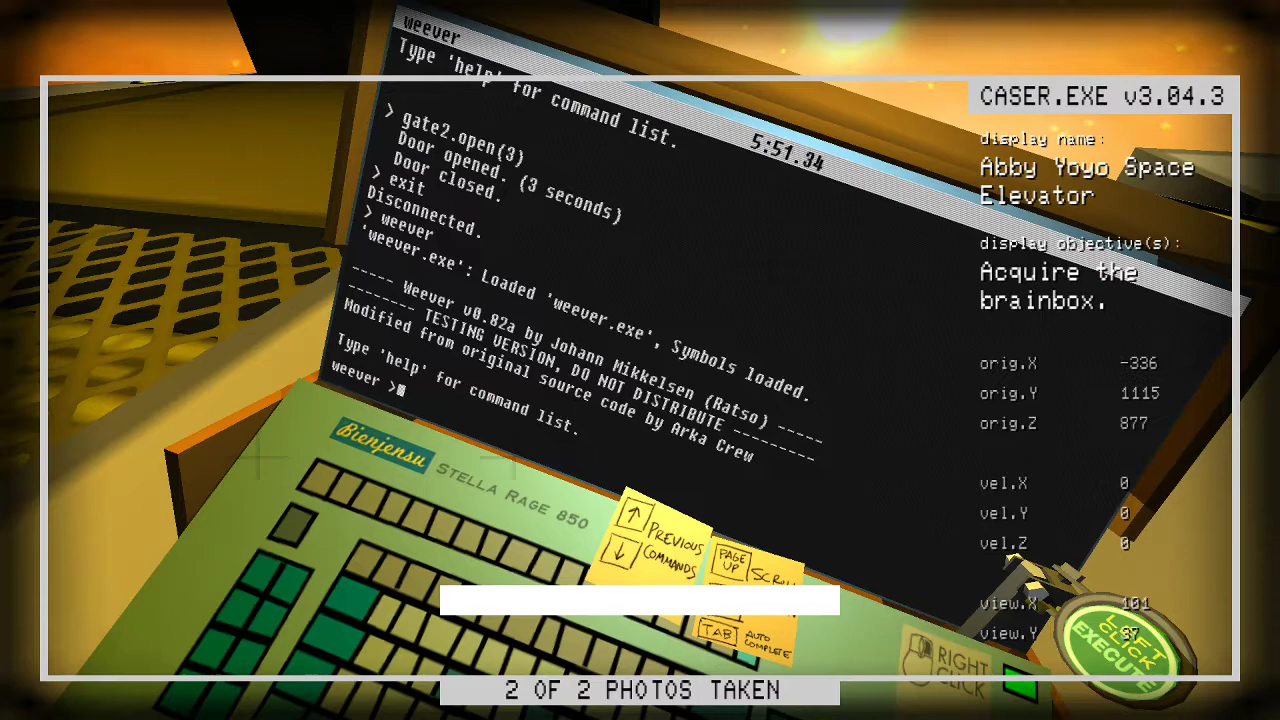 weever
Type 'help' for command list.
5:51.34
> gate2.open(3)
Door opened. (3 seconds)
Door closed.
> exit
Disconnected.
> weever
'weever.exe': Loaded 'weever.exe', Symbols loaded.
----- Weever v0.82a by Johann Mikkelsen (Ratso) -----
-------- TESTING VERSION, DO NOT DISTRIBUTE --------
Modified from original source code by Arka Crew
Type 'help' for command list.
weever >
Bienjensu
STELLA RAGE 850
↑ PREVIOUS
↓ COMMANDS
PAGE UP
TAB AUTO COMPLETE
RIGHT
CLICK
LEFT
CLICK
EXECUTE
CASER.EXE v3.04.3
display name:
Abby Yoyo Space
Elevator
display objective(s):
Acquire the
brainbox.
orig.X -336
orig.Y 1115
orig.Z 877
vel.X 0
vel.Y 0
vel.Z 0
view.X 101
view.Y 37
2 OF 2 PHOTOS TAKEN